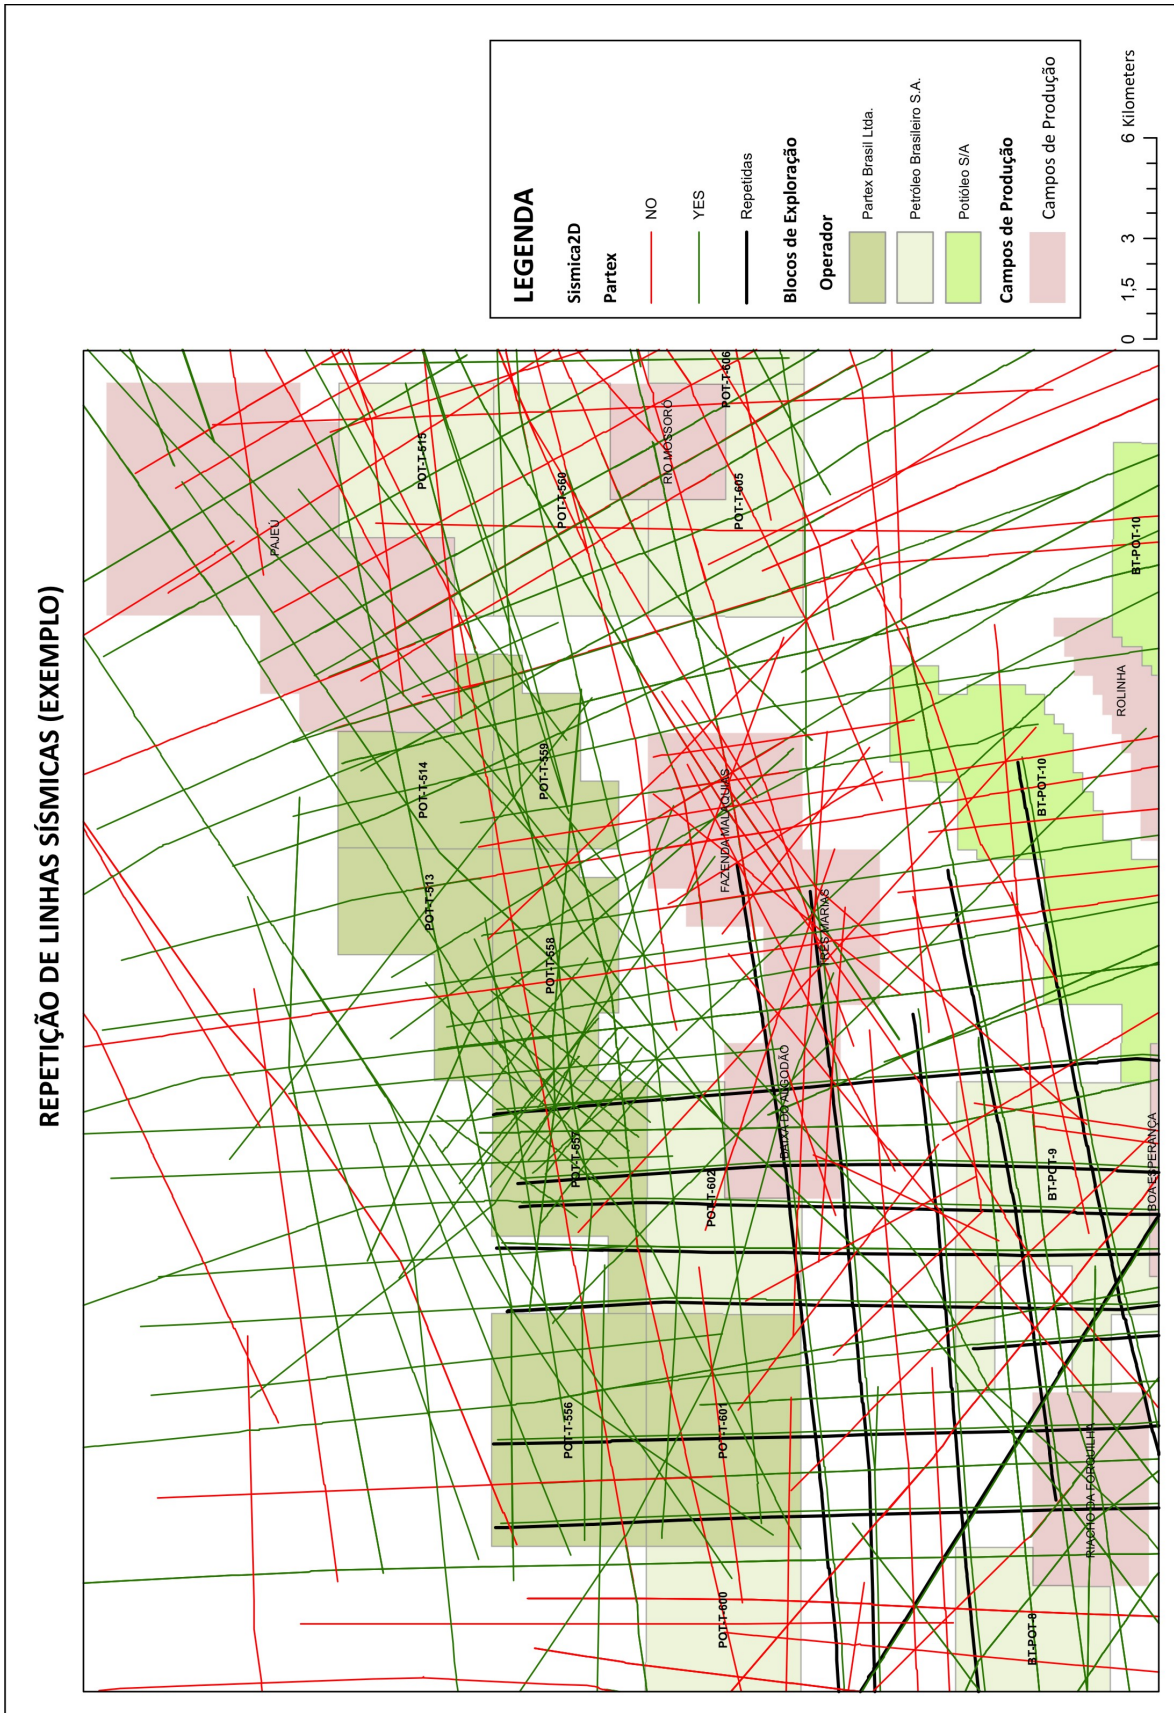 REPETIÇÃO DE LINHAS SÍSMICAS (EXEMPLO)
PAJEÚ
POT-T-515
POT-T-560
RIO MOSSORÓ
POT-T-606
POT-T-605
POT-T-514
POT-T-559
POT-T-513
POT-T-558
FAZENDA MALAQUIAS
TRÊS MARIAS
BT-POT-10
ROLINHA
BT-POT-10
POT-T-557
POT-T-602
BAIXA DO ALGODÃO
BT-POT-9
BOA ESPERANÇA
POT-T-556
POT-T-601
RIACHO DA FORQUILHA
POT-T-600
BT-POT-8
LEGENDA
Sismica2D
Partex
NO
YES
Repetidas
Blocos de Exploração
Operador
Partex Brasil Ltda.
Petróleo Brasileiro S.A.
Potióleo S/A
Campos de Produção
Campos de Produção
0 1,5 3 6 Kilometers